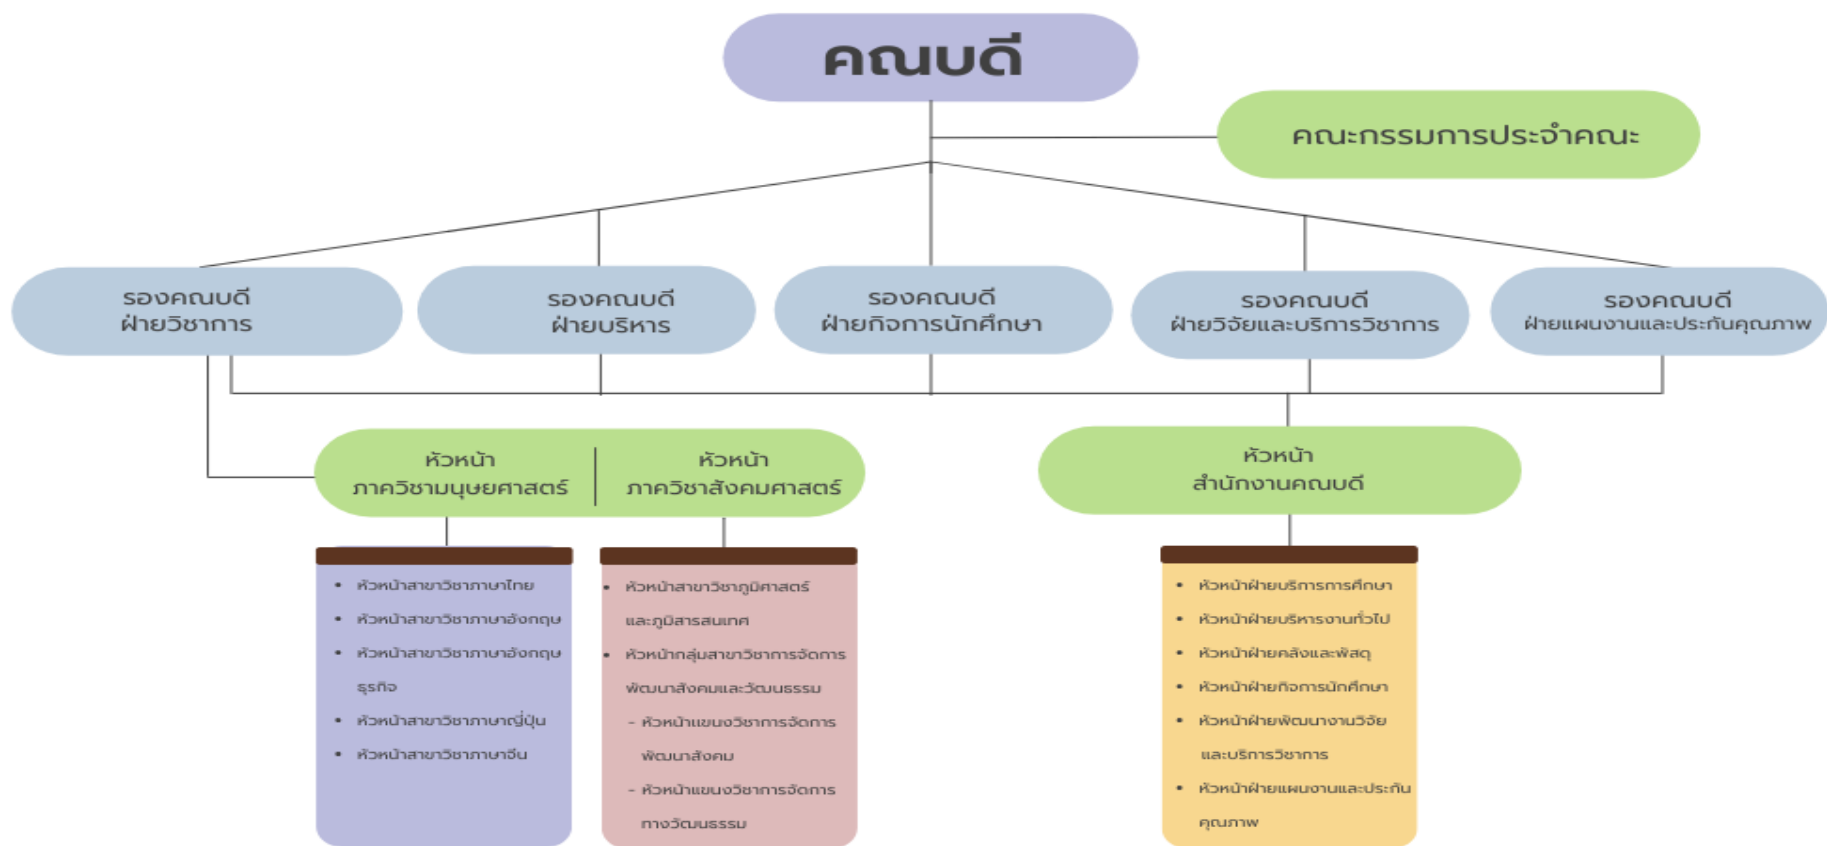 คณบดี
คณะกรรมการประจำคณะ
รองคณบดี
ฝ่ายวิชาการ
รองคณบดี
ฝ่ายบริหาร
รองคณบดี
ฝ่ายกิจการนักศึกษา
รองคณบดี
ฝ่ายวิจัยและบริการวิชาการ
รองคณบดี
ฝ่ายแผนงานและประกันคุณภาพ
หัวหน้า
ภาควิชามนุษยศาสตร์
หัวหน้า
ภาควิชาสังคมศาสตร์
หัวหน้า
สำนักงานคณบดี
• หัวหน้าสาขาวิชาภาษาไทย
• หัวหน้าสาขาวิชาภาษาอังกฤษ
• หัวหน้าสาขาวิชาภาษาอังกฤษ
ธุรกิจ
• หัวหน้าสาขาวิชาภาษาญี่ปุ่น
• หัวหน้าสาขาวิชาภาษาจีน
• หัวหน้าสาขาวิชาภูมิศาสตร์
และภูมิสารสนเทศ
• หัวหน้ากลุ่มสาขาวิชาการจัดการ
พัฒนาสังคมและวัฒนธรรม
- หัวหน้าแขนงวิชาการจัดการ
พัฒนาสังคม
- หัวหน้าแขนงวิชาการจัดการ
ทางวัฒนธรรม
• หัวหน้าฝ่ายบริการการศึกษา
• หัวหน้าฝ่ายบริหารงานทั่วไป
• หัวหน้าฝ่ายคลังและพัสดุ
• หัวหน้าฝ่ายกิจการนักศึกษา
• หัวหน้าฝ่ายพัฒนางานวิจัย
และบริการวิชาการ
• หัวหน้าฝ่ายแผนงานและประกัน
คุณภาพ